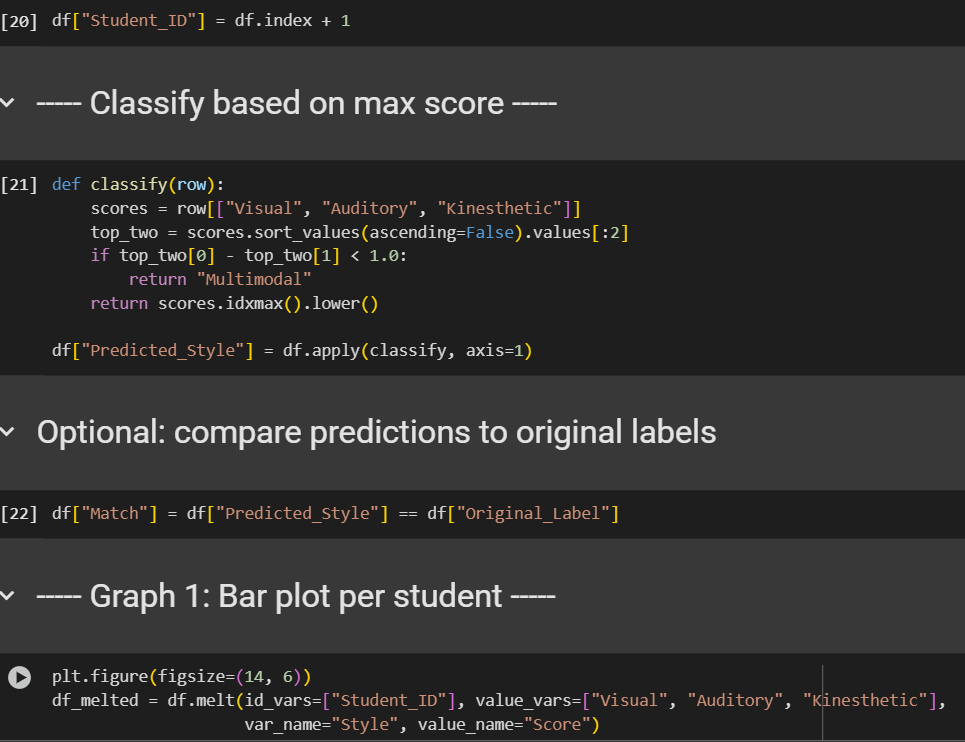 [20] df["Student_ID"] = df.index + 1
----- Classify based on max score -----
[21] def classify(row):
    scores = row[["Visual", "Auditory", "Kinesthetic"]]
    top_two = scores.sort_values(ascending=False).values[:2]
    if top_two[0] - top_two[1] < 1.0:
        return "Multimodal"
    return scores.idxmax().lower()
df["Predicted_Style"] = df.apply(classify, axis=1)
Optional: compare predictions to original labels
[22] df["Match"] = df["Predicted_Style"] == df["Original_Label"]
----- Graph 1: Bar plot per student -----
plt.figure(figsize=(14, 6))
df_melted = df.melt(id_vars=["Student_ID"], value_vars=["Visual", "Auditory", "Kinesthetic"],
                    var_name="Style", value_name="Score")